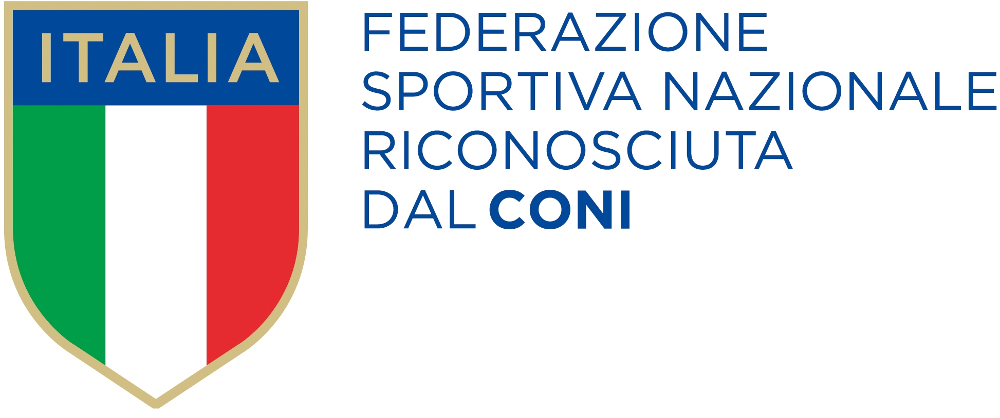 ITALIA
FEDERAZIONE
SPORTIVA NAZIONALE
RICONOSCIUTA
DAL CONI